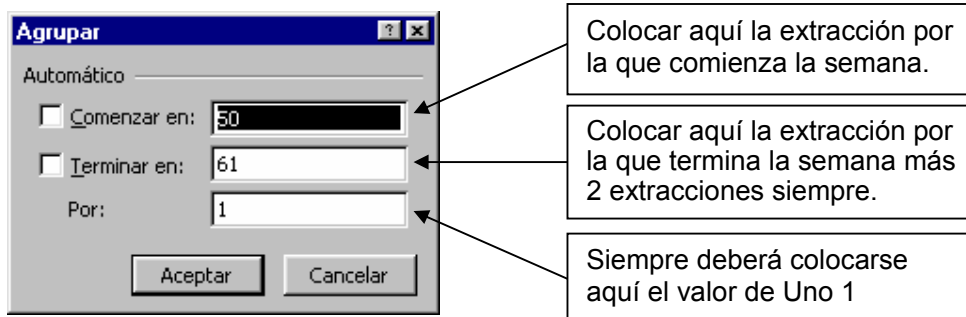 Agrupar
Automático
Comenzar en: 50
Terminar en: 61
Por: 1
Aceptar Cancelar
Colocar aquí la extracción por
la que comienza la semana.
Colocar aquí la extracción por
la que termina la semana más
2 extracciones siempre.
Siempre deberá colocarse
aquí el valor de Uno 1